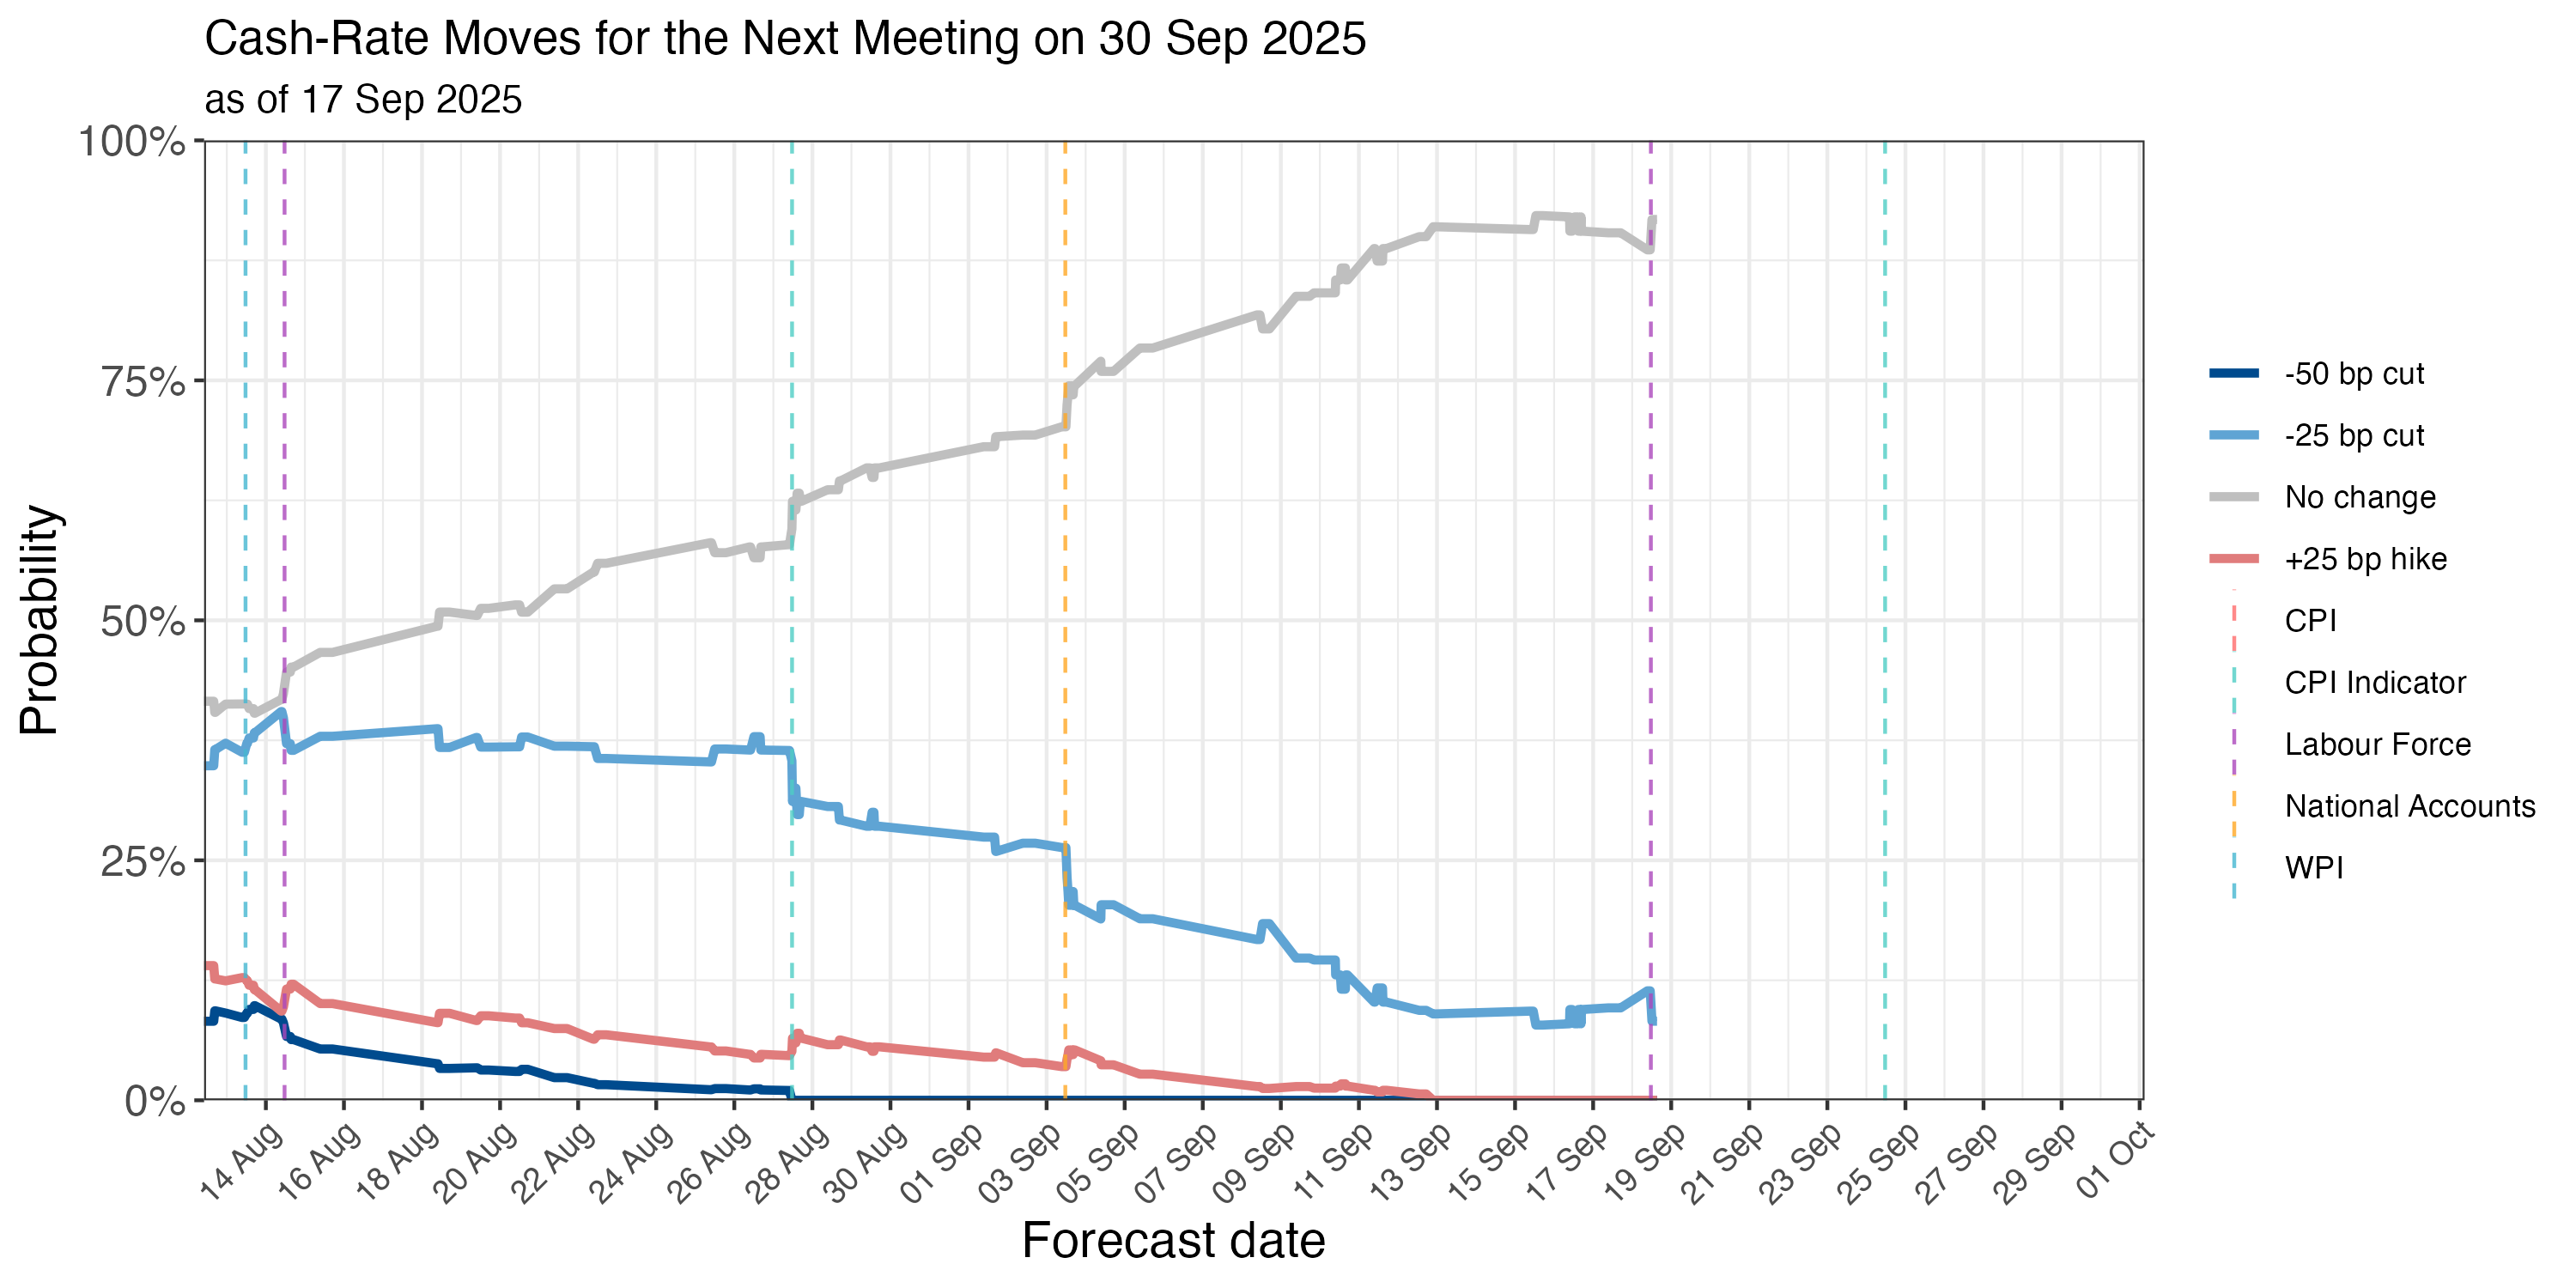 Cash-Rate Moves for the Next Meeting on 30 Sep 2025
as of 17 Sep 2025
100%
75%
50%
25%
0%
Probability
14 Aug
16 Aug
18 Aug
20 Aug
22 Aug
24 Aug
26 Aug
28 Aug
30 Aug
01 Sep
03 Sep
05 Sep
07 Sep
09 Sep
11 Sep
13 Sep
15 Sep
17 Sep
19 Sep
21 Sep
23 Sep
25 Sep
27 Sep
29 Sep
01 Oct
Forecast date
-50 bp cut
-25 bp cut
No change
+25 bp hike
CPI
CPI Indicator
Labour Force
National Accounts
WPI